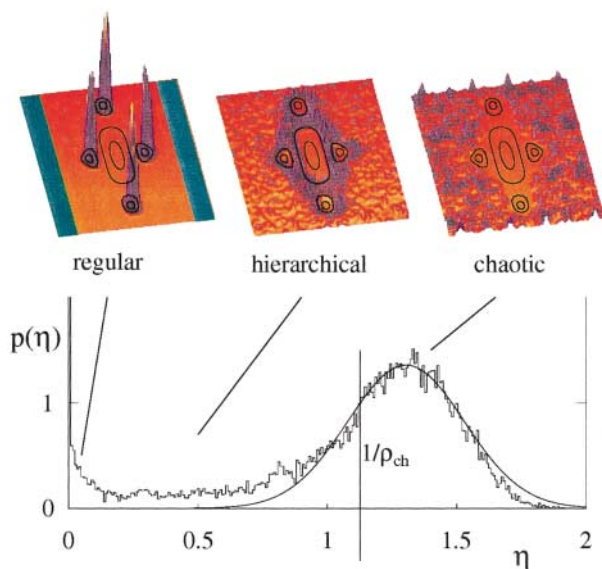 regular hierarchical chaotic
p(η)
1
1/ρch
0
0 0.5 1 1.5 2
η